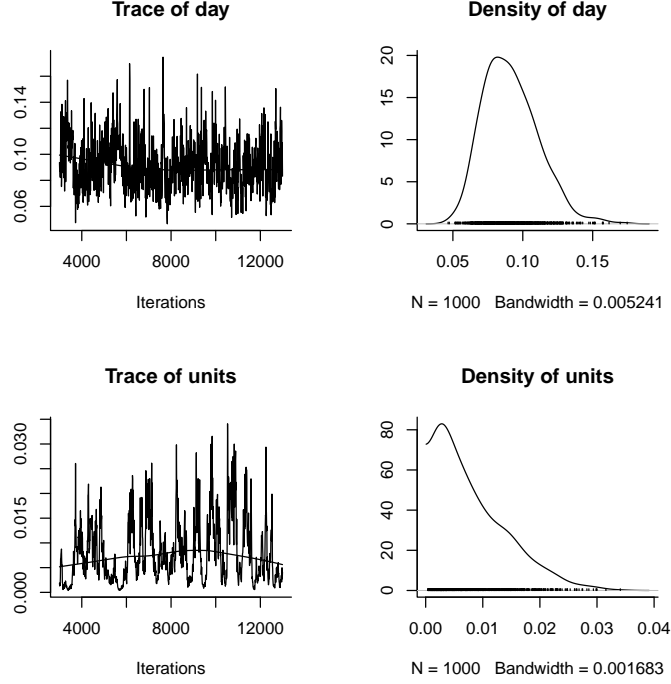 Trace of day
0.06 0.10 0.14
4000 8000 12000
Iterations
Density of day
0 5 10 15 20
0.05 0.10 0.15
N = 1000 Bandwidth = 0.005241
Trace of units
0.000 0.015 0.030
4000 8000 12000
Iterations
Density of units
0 20 40 60 80
0.00 0.01 0.02 0.03 0.04
N = 1000 Bandwidth = 0.001683